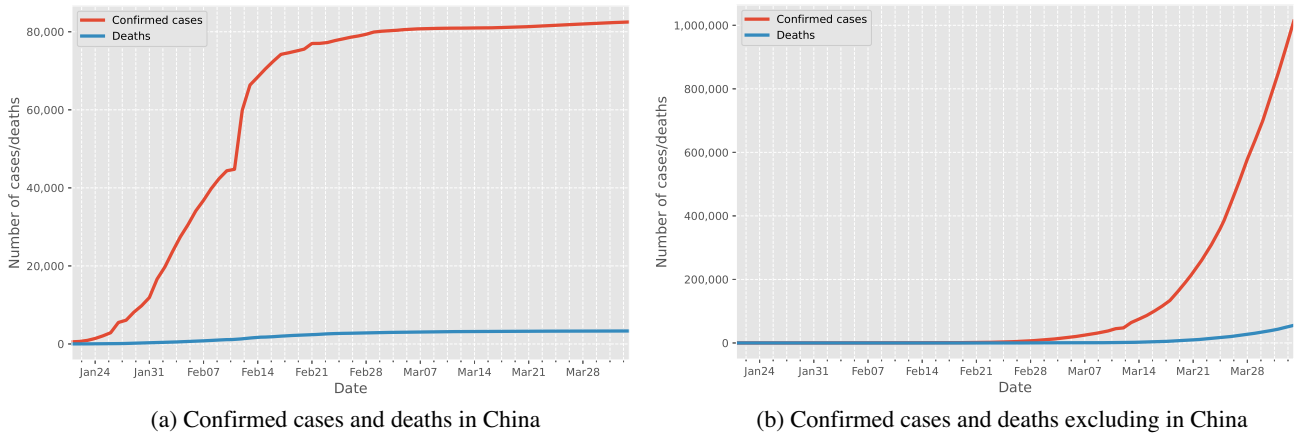 Confirmed cases
Deaths
80,000
60,000
40,000
20,000
0
Number of cases/deaths
Jan24 Jan31 Feb07 Feb14 Feb21 Feb28 Mar07 Mar14 Mar21 Mar28
Date
(a) Confirmed cases and deaths in China
Confirmed cases
Deaths
1,000,000
800,000
600,000
400,000
200,000
0
Number of cases/deaths
Jan24 Jan31 Feb07 Feb14 Feb21 Feb28 Mar07 Mar14 Mar21 Mar28
Date
(b) Confirmed cases and deaths excluding in China